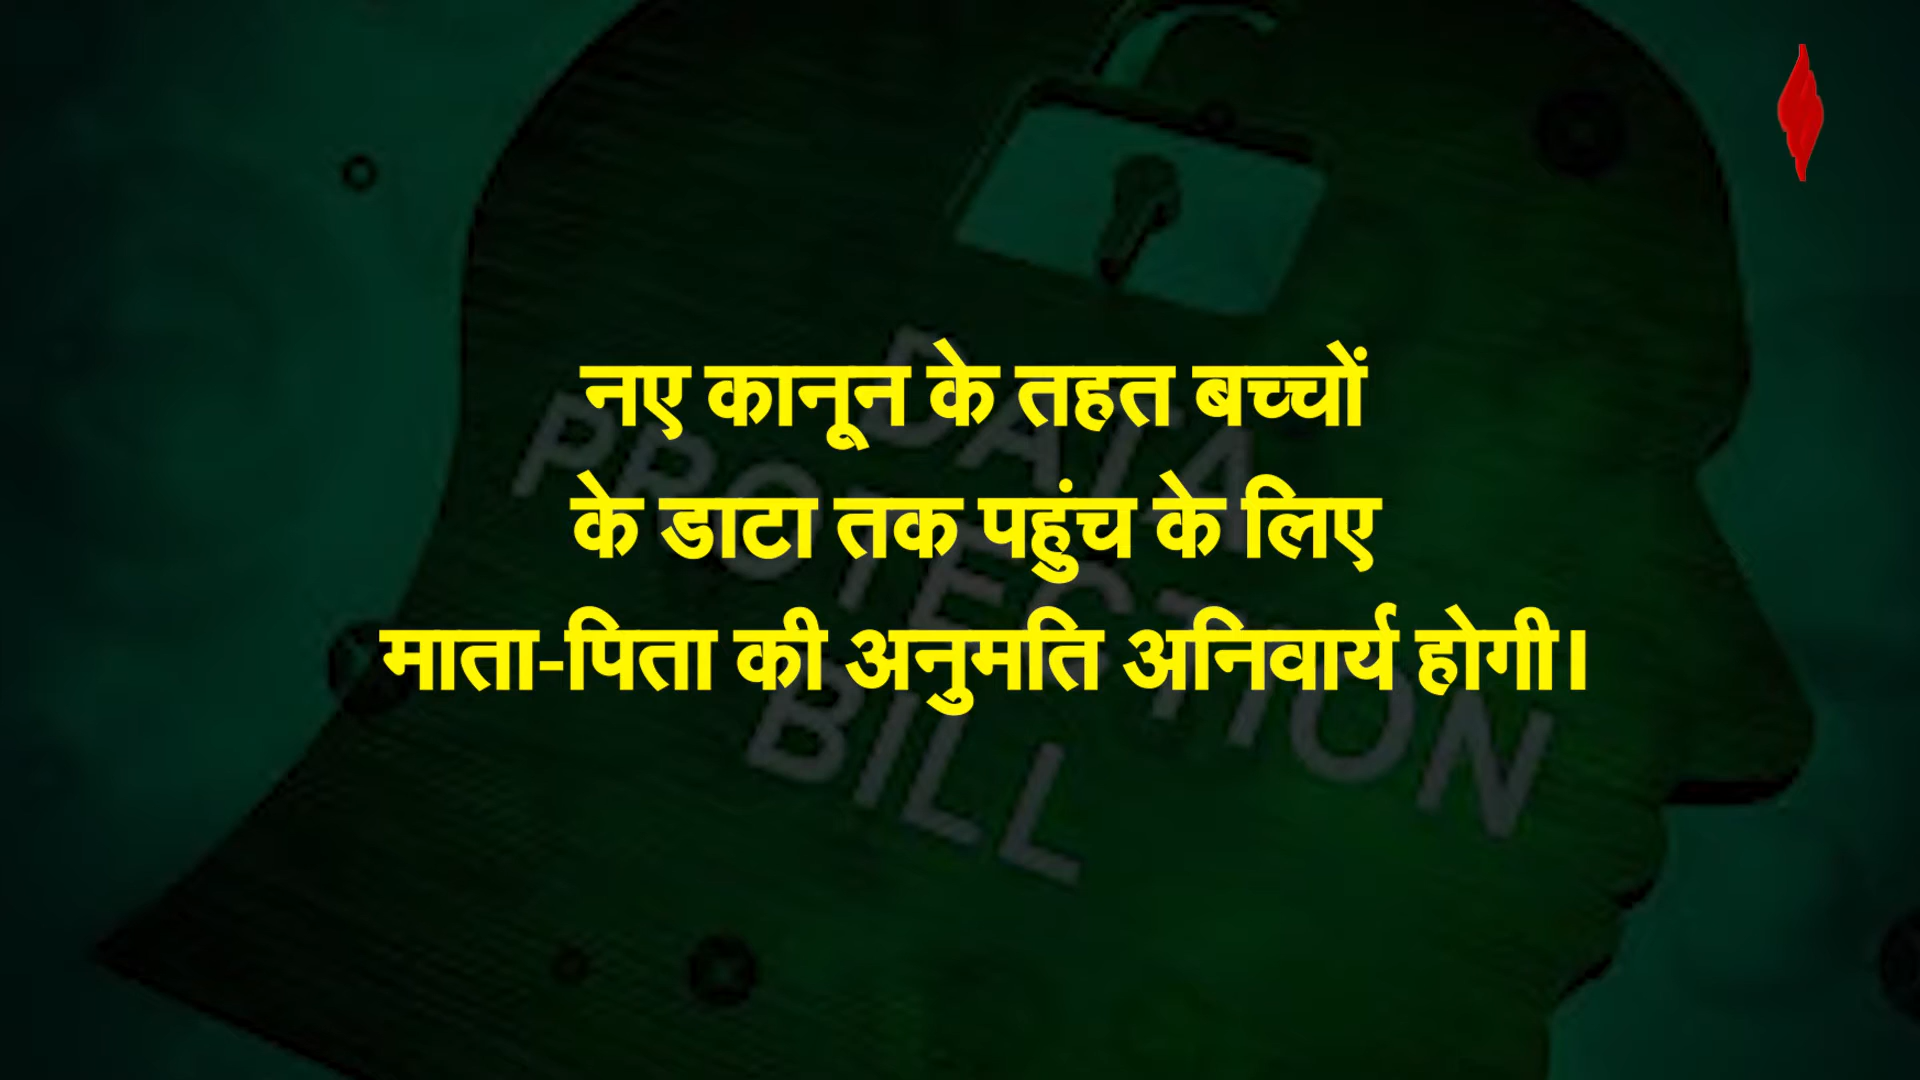 नए कानून के तहत बच्चों
के डाटा तक पहुंच के लिए
माता-पिता की अनुमति अनिवार्य होगी।
DATA
PROTECTION
BILL